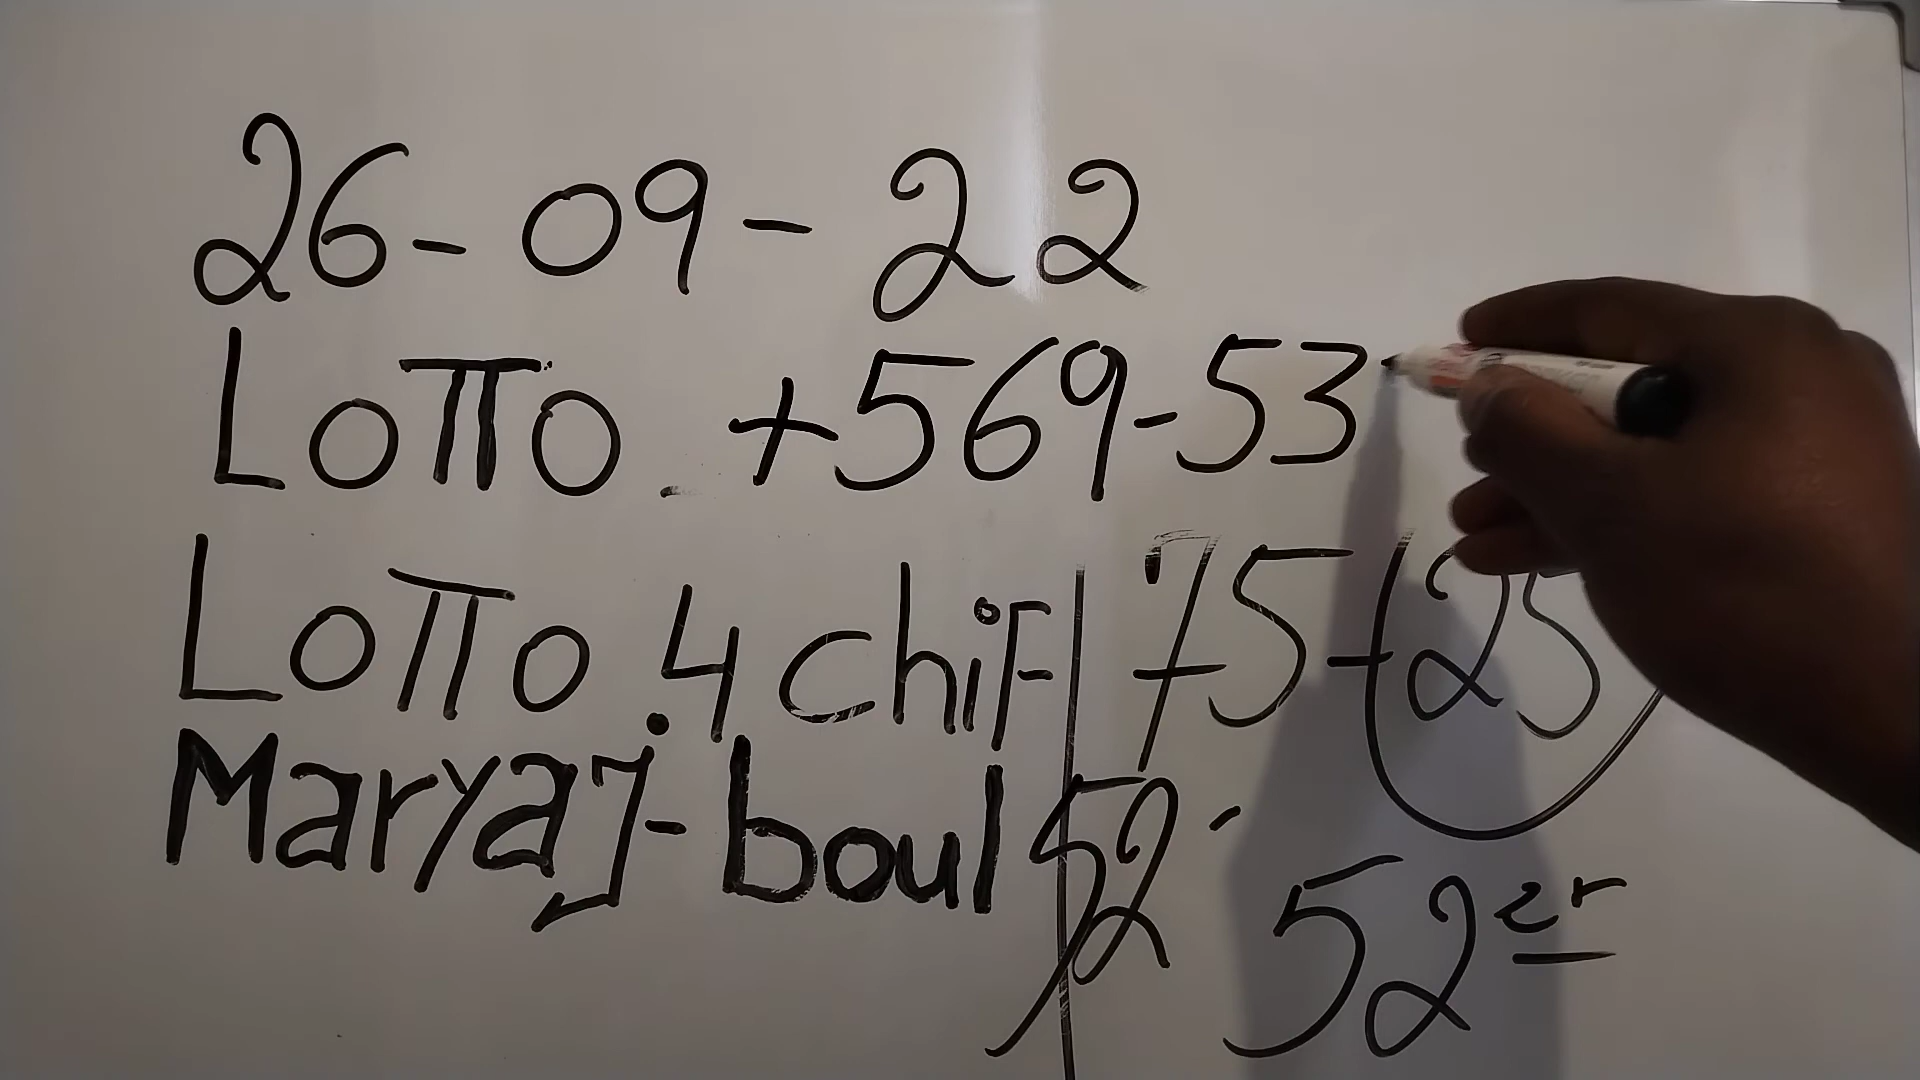 26-09-22
LOTTO +569-53
LOTTO .4 chiF 75-(25
Maryaj-boul 52-
52er